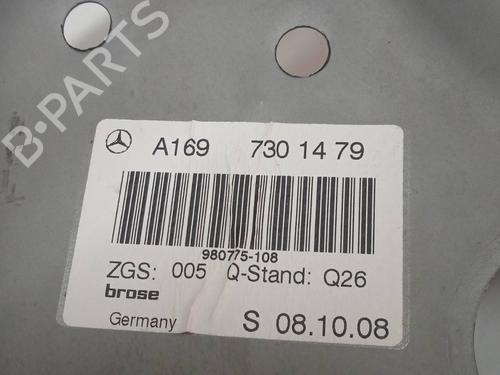 B-PARTS
A169 730 14 79
980775-108
ZGS: 005 Q-Stand: Q26
brose
Germany S 08.10.08